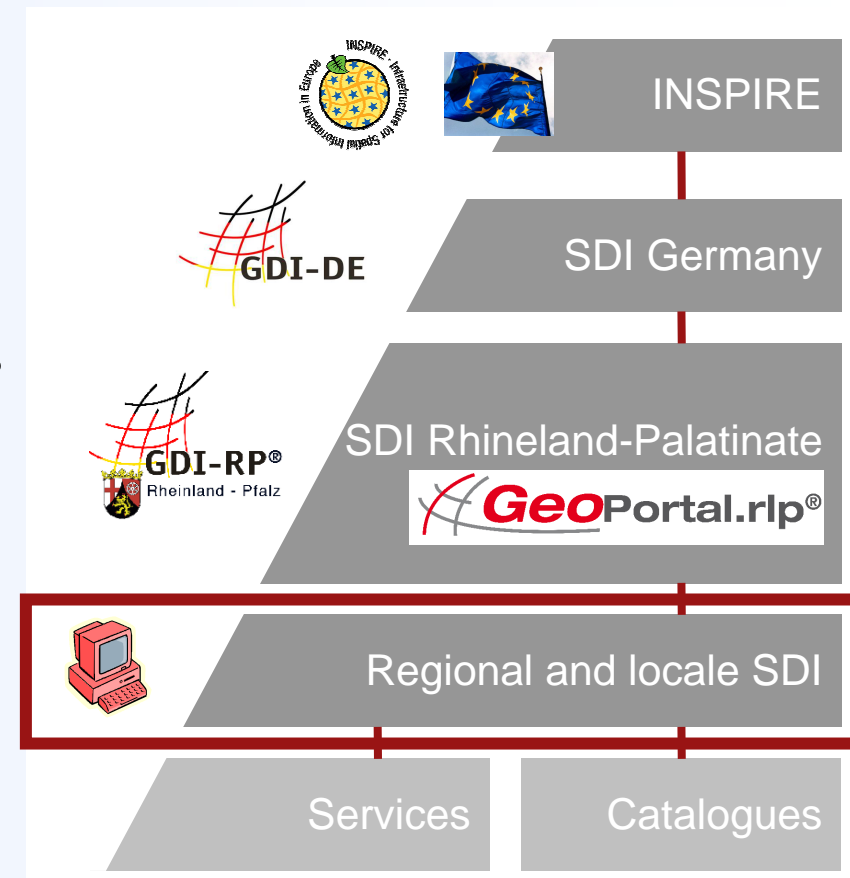 INSPIRE - Infrastructure for Spatial Information in Europe
INSPIRE
GDI-DE
SDI Germany
SDI Rhineland-Palatinate
GDI-RP®
Rheinland - Pfalz
GeoPortal.rlp®
Regional and locale SDI
Services
Catalogues